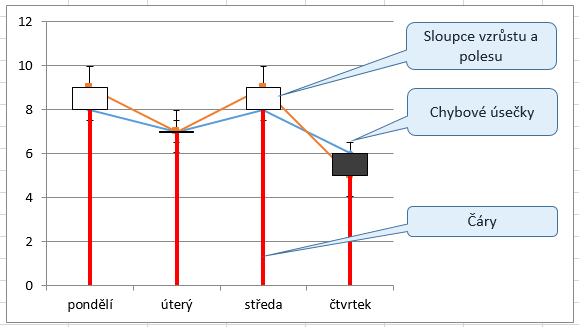 12
10
8
6
4
2
0
pondělí úterý středa čtvrtek
Sloupce vzrůstu a
polesu
Chybové úsečky
Čáry